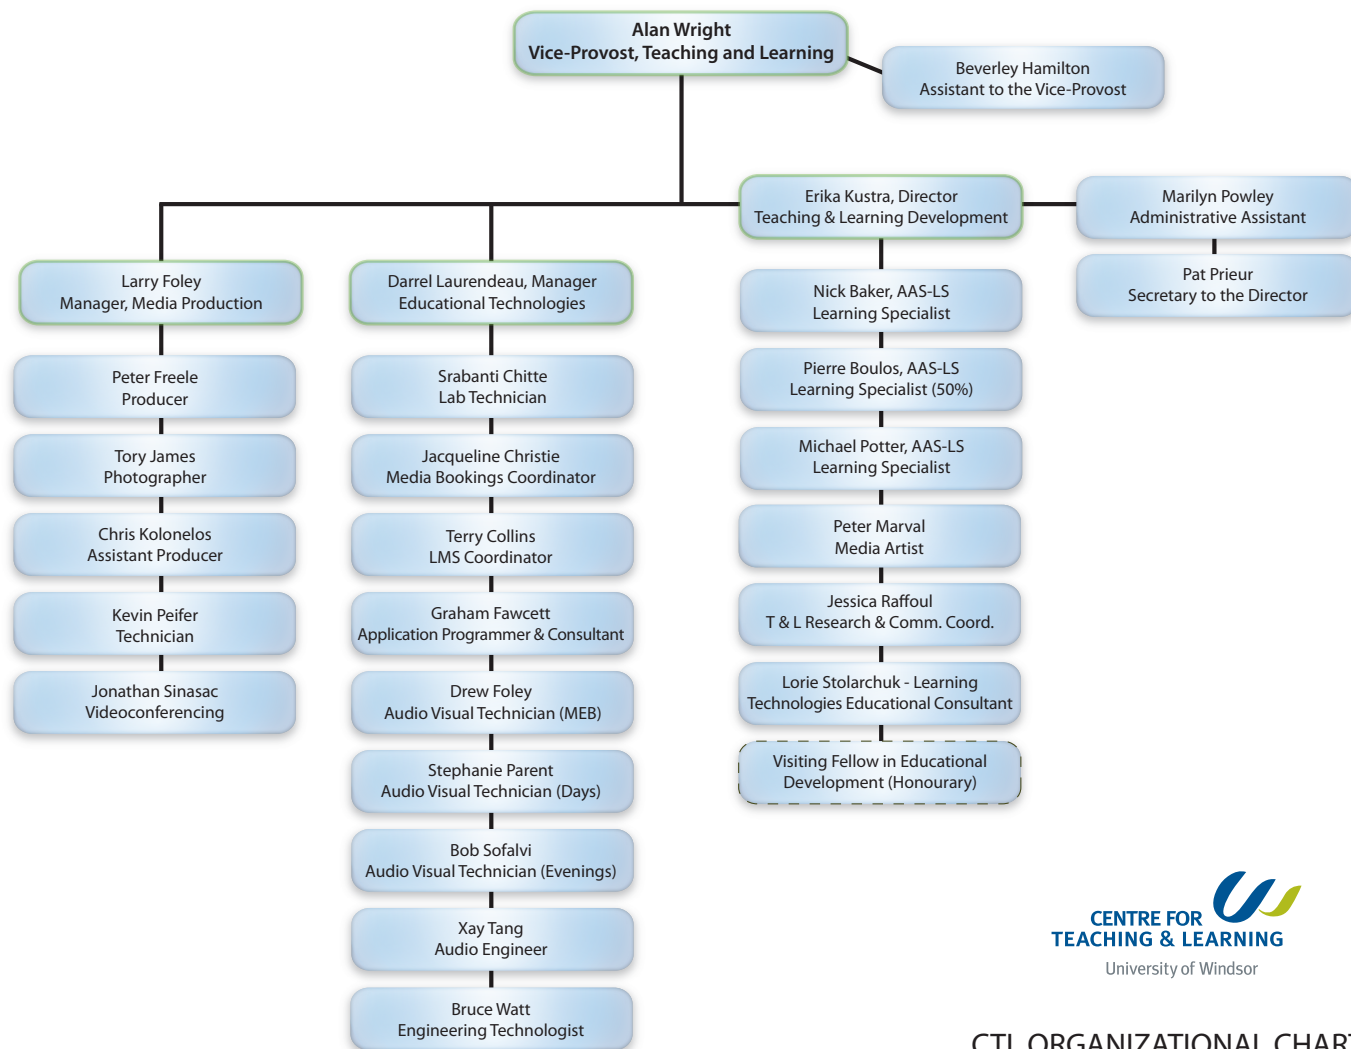 Alan Wright
Vice-Provost, Teaching and Learning
Beverley Hamilton
Assistant to the Vice-Provost
Erika Kustra, Director
Teaching & Learning Development
Marilyn Powley
Administrative Assistant
Pat Prieur
Secretary to the Director
Larry Foley
Manager, Media Production
Peter Freele
Producer
Tory James
Photographer
Chris Kolonelos
Assistant Producer
Kevin Peifer
Technician
Jonathan Sinasac
Videoconferencing
Darrel Laurendeau, Manager
Educational Technologies
Srabanti Chitte
Lab Technician
Jacqueline Christie
Media Bookings Coordinator
Terry Collins
LMS Coordinator
Graham Fawcett
Application Programmer & Consultant
Drew Foley
Audio Visual Technician (MEB)
Stephanie Parent
Audio Visual Technician (Days)
Bob Sofalvi
Audio Visual Technician (Evenings)
Xay Tang
Audio Engineer
Bruce Watt
Engineering Technologist
Nick Baker, AAS-LS
Learning Specialist
Pierre Boulos, AAS-LS
Learning Specialist (50%)
Michael Potter, AAS-LS
Learning Specialist
Peter Marval
Media Artist
Jessica Raffoul
T & L Research & Comm. Coord.
Lorie Stolarchuk - Learning
Technologies Educational Consultant
Visiting Fellow in Educational
Development (Honourary)
CENTRE FOR
TEACHING & LEARNING
University of Windsor
CTL ORGANIZATIONAL CHART